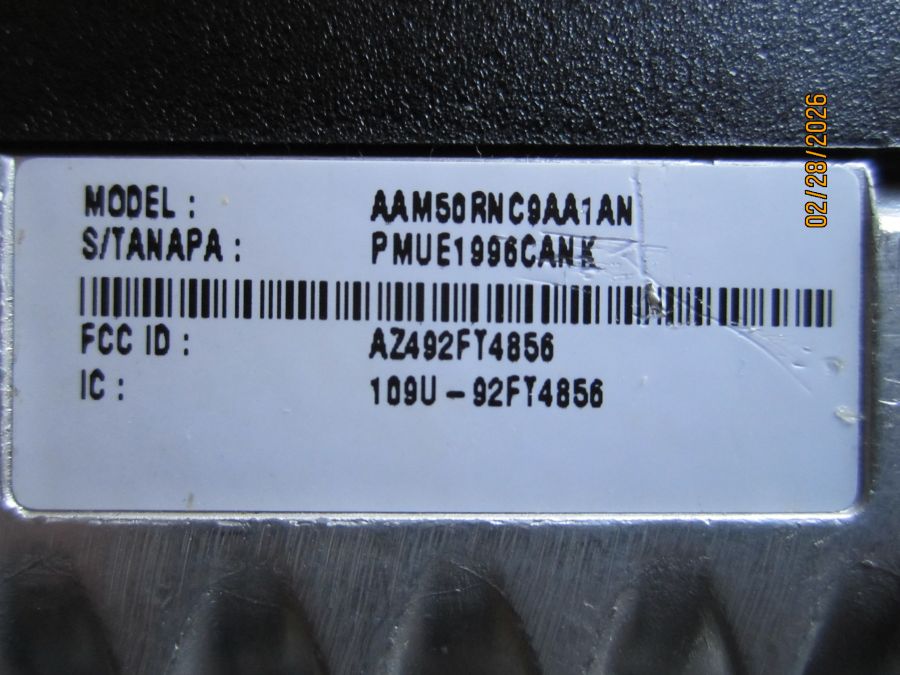 MODEL : AAM50RNC9AA1AN
S/TANAPA : PMUE1996CANK
FCC ID : AZ492FT4856
IC : 109U - 92FT4856
02/28/2026